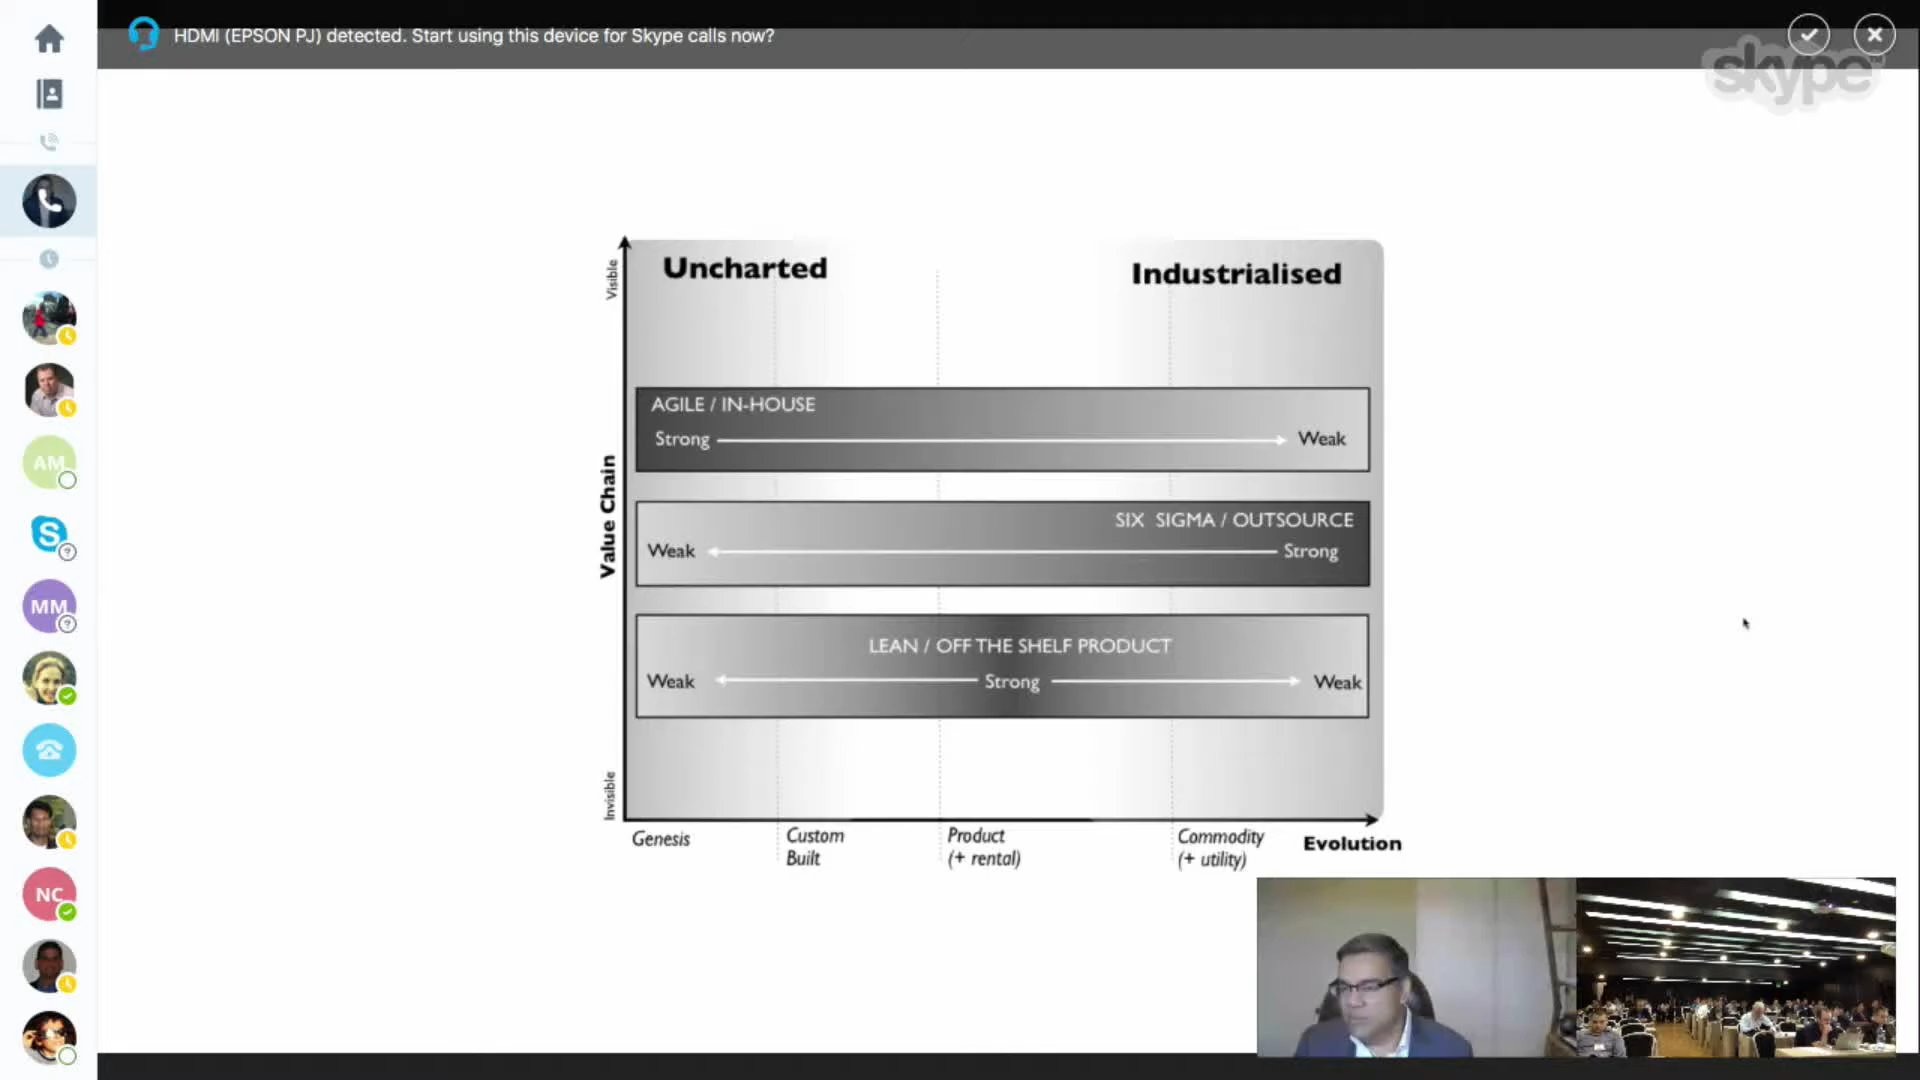 HDMI (EPSON PJ) detected. Start using this device for Skype calls now?
skype
Uncharted
Industrialised
Visible
AGILE / IN-HOUSE
Strong
Weak
Value Chain
SIX SIGMA / OUTSOURCE
Weak
Strong
LEAN / OFF THE SHELF PRODUCT
Weak
Strong
Weak
Invisible
Genesis
Custom
Built
Product
(+ rental)
Commodity
(+ utility)
Evolution
AM
S
MM
NC